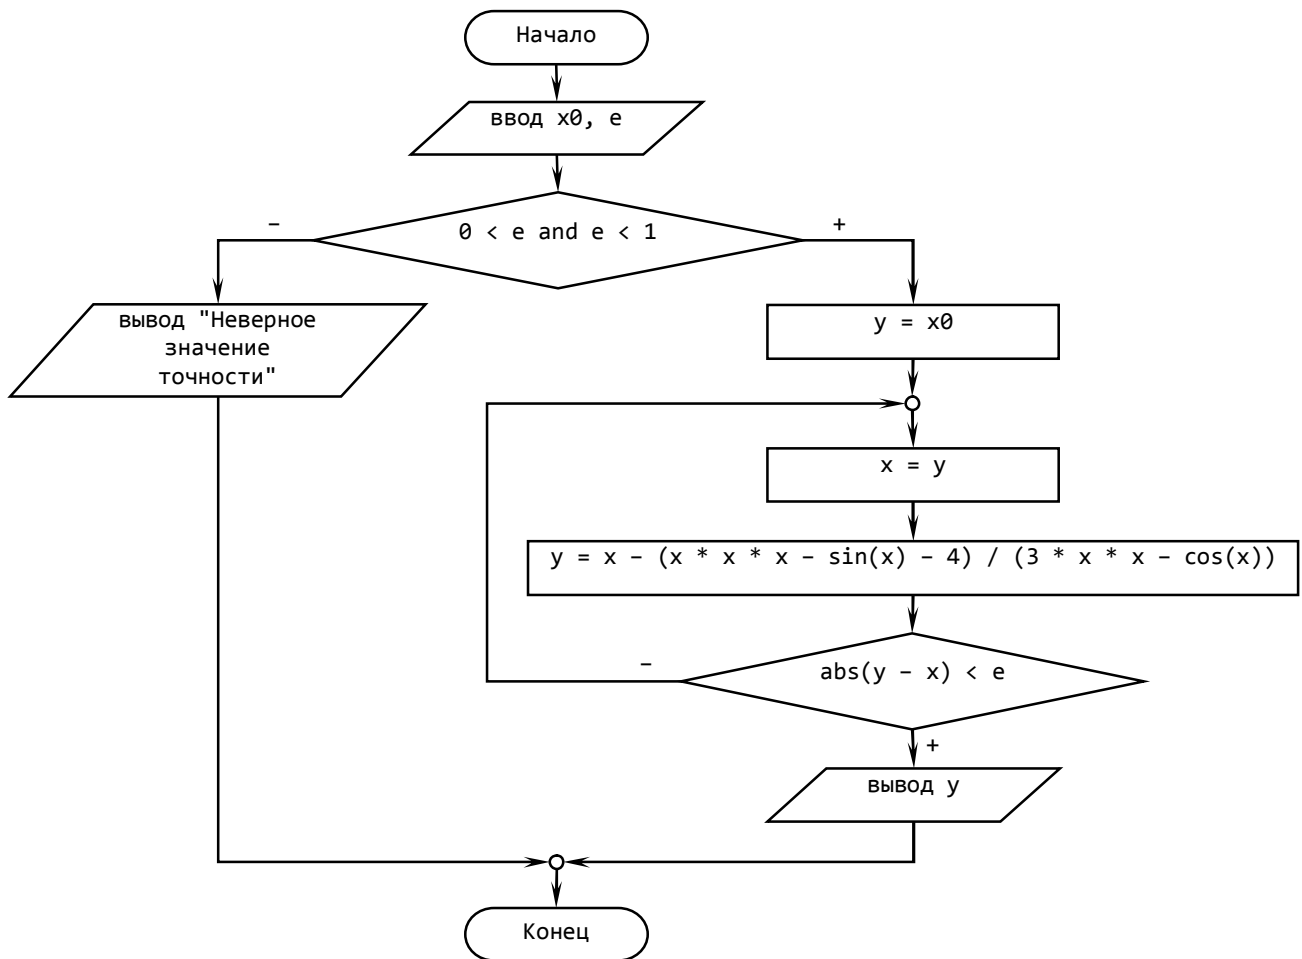 Начало
ввод x0, e
–
0 < e and e < 1
+
вывод "Неверное
значение
точности"
y = x0
x = y
y = x – (x * x * x – sin(x) – 4) / (3 * x * x – cos(x))
–
abs(y – x) < e
+
вывод y
Конец